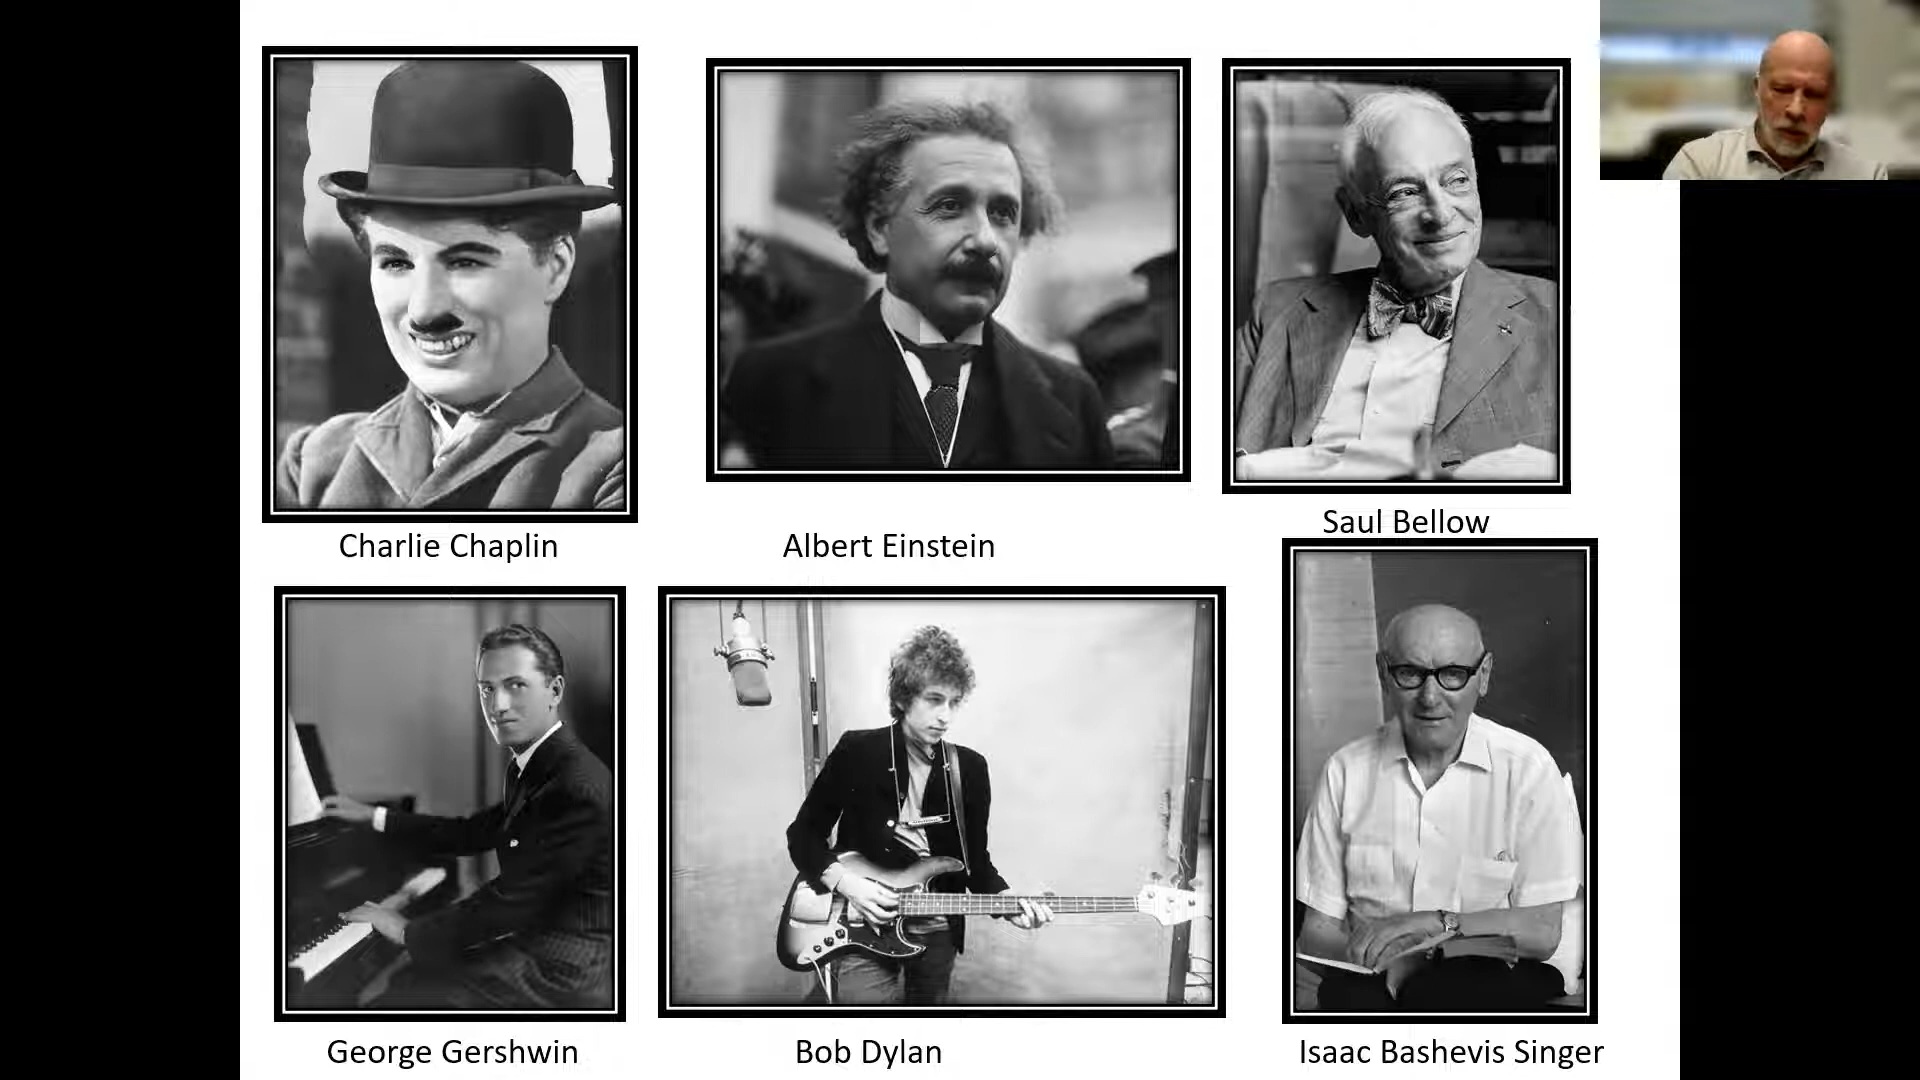 Charlie Chaplin
Albert Einstein
Saul Bellow
George Gershwin
Bob Dylan
Isaac Bashevis Singer